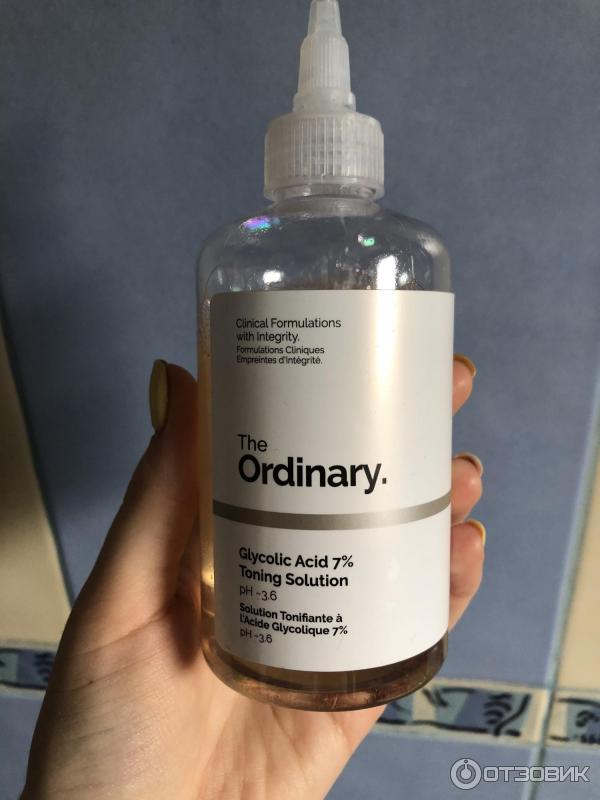 Clinical Formulations
with Integrity.
Formulations Cliniques
Empreintes d'Intégrité.
The
Ordinary.
Glycolic Acid 7%
Toning Solution
pH ~3.6
Solution Tonifiante à
l'Acide Glycolique 7%
pH ~3.6
ОТЗОВИК